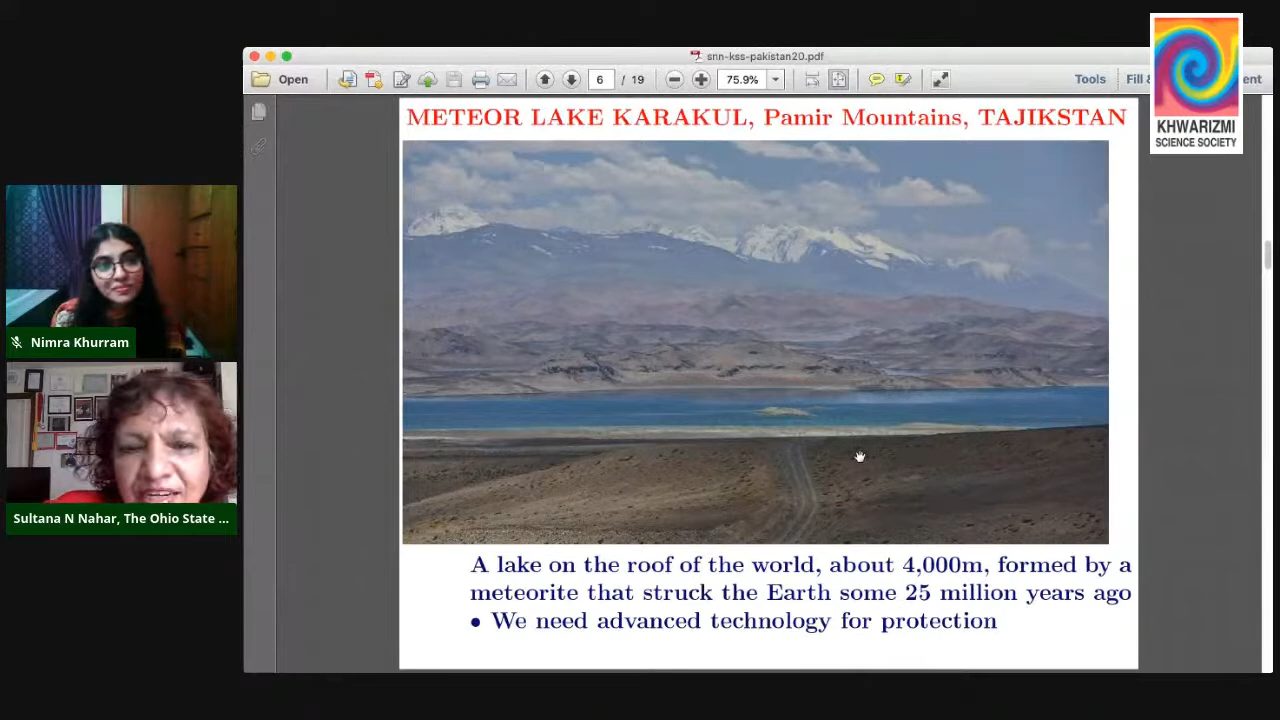 snn-kss-pakistan20.pdf
Open
6 / 19
75.9%
Tools
Fill &
ent
KHWARIZMI
SCIENCE SOCIETY
METEOR LAKE KARAKUL, Pamir Mountains, TAJIKSTAN
Nimra Khurram
Sultana N Nahar, The Ohio State ...
A lake on the roof of the world, about 4,000m, formed by a
meteorite that struck the Earth some 25 million years ago
• We need advanced technology for protection